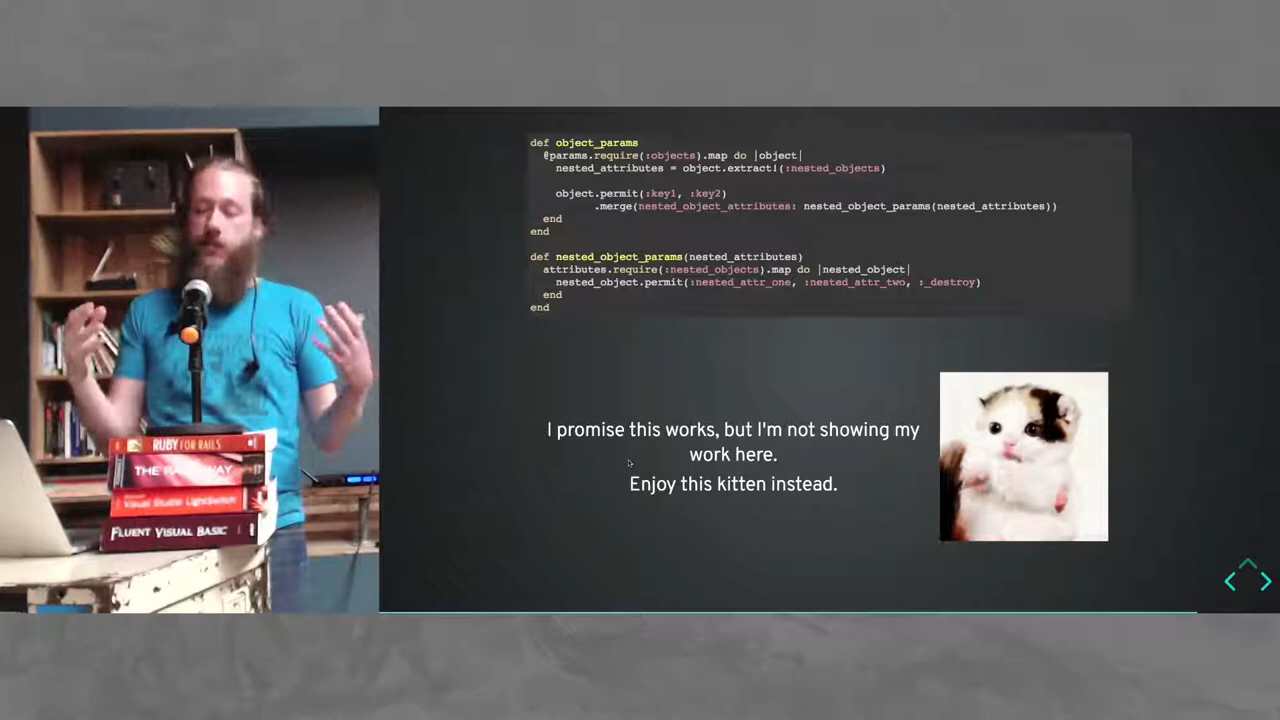 def object_params
@params.require(:objects).map do |object|
nested_attributes = object.extract!(:nested_objects)
object.permit(:key1, :key2)
.merge(nested_object_attributes: nested_object_params(nested_attributes))
end
end
def nested_object_params(nested_attributes)
attributes.require(:nested_objects).map do |nested_object|
nested_object.permit(:nested_attr_one, :nested_attr_two, :_destroy)
end
end
I promise this works, but I'm not showing my
work here.
Enjoy this kitten instead.
RUBY FOR RAILS
THE RAILS WAY
Visual Studio LightSwitch
FLUENT VISUAL BASIC